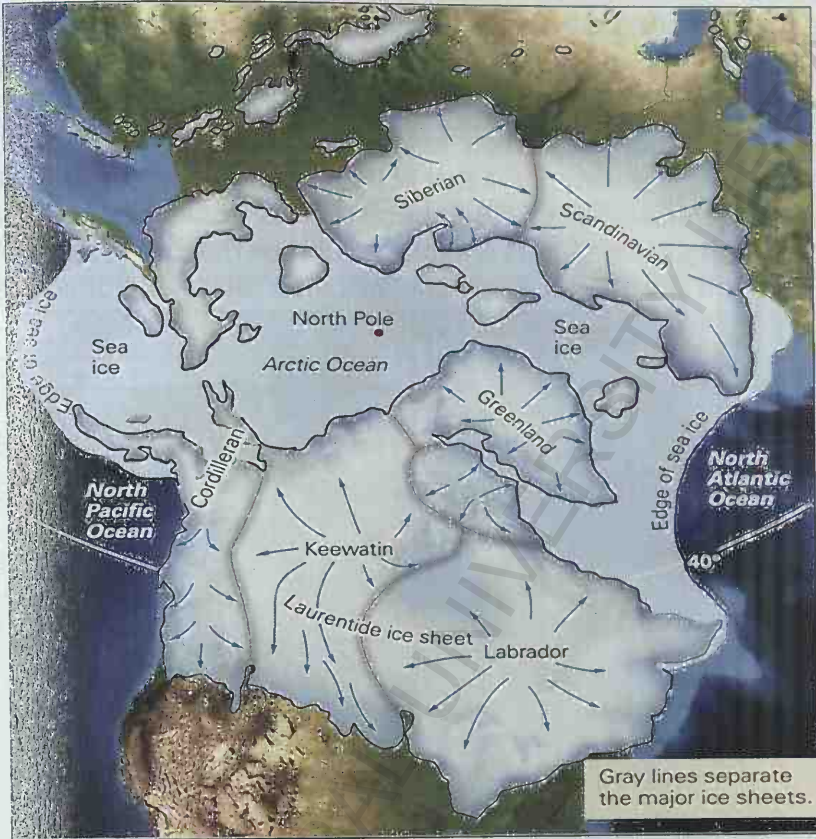 Siberian
Scandinavian
North Pole
Sea
ice
Sea
ice
Arctic Ocean
Edge of sea ice
Greenland
Cordilleran
North
Pacific
Ocean
Edge of sea ice
North
Atlantic
Ocean
Keewatin
40°
Laurentide ice sheet
Labrador
Gray lines separate
the major ice sheets.